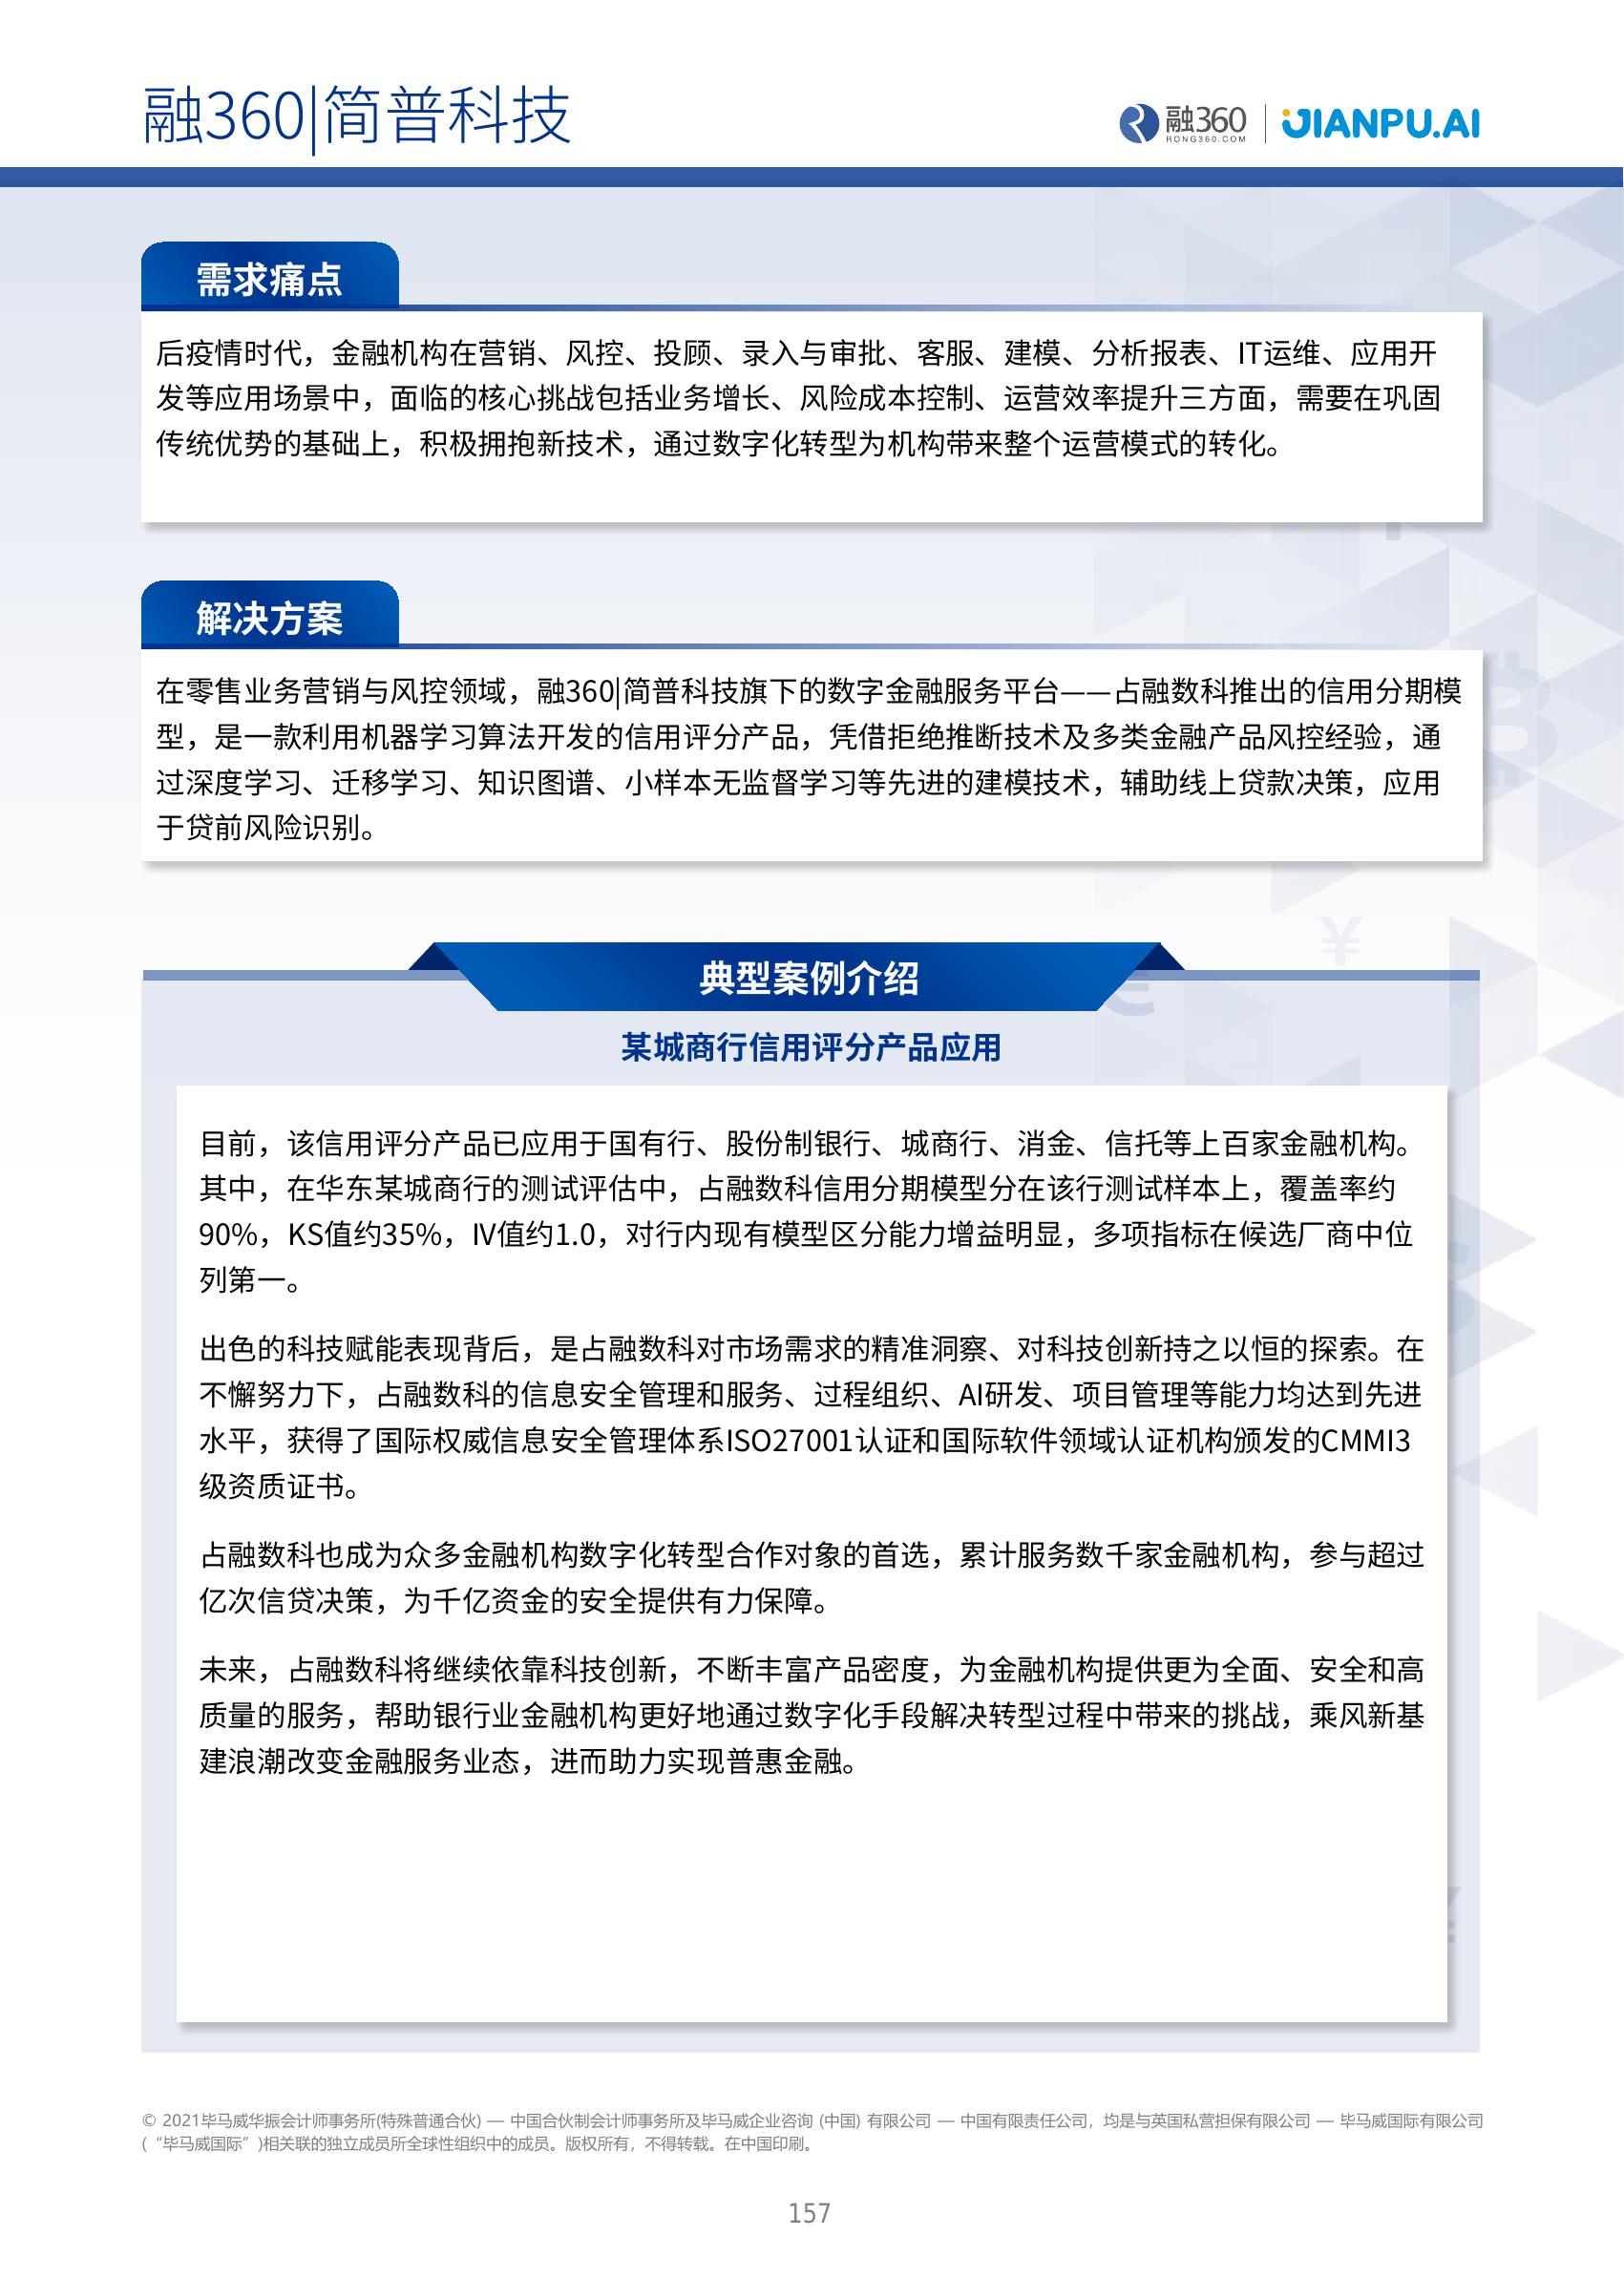 融360|简普科技
融360
RONG360.COM
JIANPU.AI
需求痛点
后疫情时代，金融机构在营销、风控、投顾、录入与审批、客服、建模、分析报表、IT运维、应用开
发等应用场景中，面临的核心挑战包括业务增长、风险成本控制、运营效率提升三方面，需要在巩固
传统优势的基础上，积极拥抱新技术，通过数字化转型为机构带来整个运营模式的转化。
解决方案
在零售业务营销与风控领域，融360|简普科技旗下的数字金融服务平台——占融数科推出的信用分期模
型，是一款利用机器学习算法开发的信用评分产品，凭借拒绝推断技术及多类金融产品风控经验，通
过深度学习、迁移学习、知识图谱、小样本无监督学习等先进的建模技术，辅助线上贷款决策，应用
于贷前风险识别。
典型案例介绍
某城商行信用评分产品应用
目前，该信用评分产品已应用于国有行、股份制银行、城商行、消金、信托等上百家金融机构。
其中，在华东某城商行的测试评估中，占融数科信用分期模型分在该行测试样本上，覆盖率约
90%，KS值约35%，IV值约1.0，对行内现有模型区分能力增益明显，多项指标在候选厂商中位
列第一。
出色的科技赋能表现背后，是占融数科对市场需求的精准洞察、对科技创新持之以恒的探索。在
不懈努力下，占融数科的信息安全管理和服务、过程组织、AI研发、项目管理等能力均达到先进
水平，获得了国际权威信息安全管理体系ISO27001认证和国际软件领域认证机构颁发的CMMI3
级资质证书。
占融数科也成为众多金融机构数字化转型合作对象的首选，累计服务数千家金融机构，参与超过
亿次信贷决策，为千亿资金的安全提供有力保障。
未来，占融数科将继续依靠科技创新，不断丰富产品密度，为金融机构提供更为全面、安全和高
质量的服务，帮助银行业金融机构更好地通过数字化手段解决转型过程中带来的挑战，乘风新基
建浪潮改变金融服务业态，进而助力实现普惠金融。
© 2021毕马威华振会计师事务所(特殊普通合伙) — 中国合伙制会计师事务所及毕马威企业咨询 (中国) 有限公司 — 中国有限责任公司，均是与英国私营担保有限公司 — 毕马威国际有限公司
(“毕马威国际”)相关联的独立成员所全球性组织中的成员。版权所有，不得转载。在中国印刷。
157